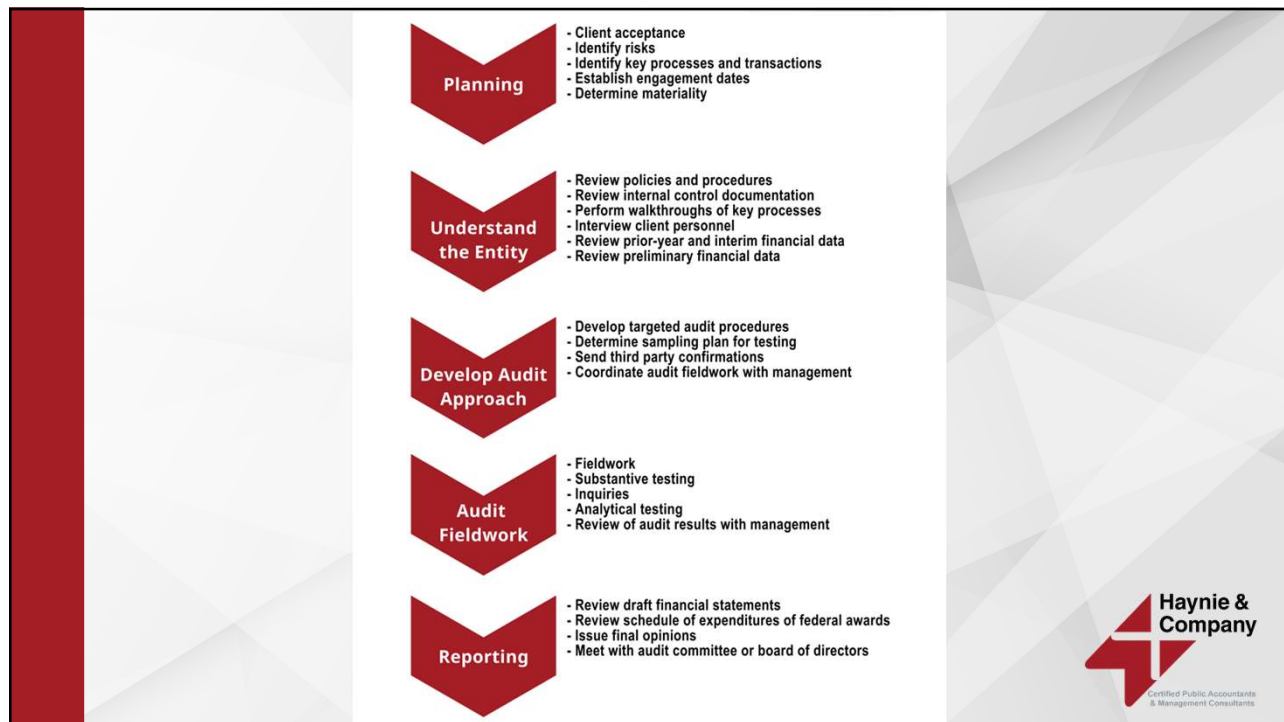 Planning
- Client acceptance
- Identify risks
- Identify key processes and transactions
- Establish engagement dates
- Determine materiality
Understand
the Entity
- Review policies and procedures
- Review internal control documentation
- Perform walkthroughs of key processes
- Interview client personnel
- Review prior-year and interim financial data
- Review preliminary financial data
Develop Audit
Approach
- Develop targeted audit procedures
- Determine sampling plan for testing
- Send third party confirmations
- Coordinate audit fieldwork with management
Audit
Fieldwork
- Fieldwork
- Substantive testing
- Inquiries
- Analytical testing
- Review of audit results with management
Reporting
- Review draft financial statements
- Review schedule of expenditures of federal awards
- Issue final opinions
- Meet with audit committee or board of directors
Haynie &
Company
Certified Public Accountants
& Management Consultants